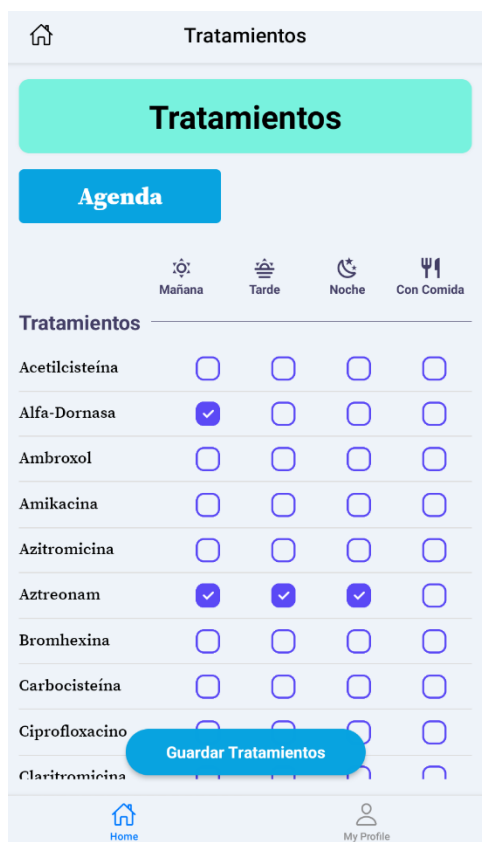 Tratamientos
Tratamientos
Agenda
Mañana Tarde Noche Con Comida
Tratamientos
Acetilcisteína
Alfa-Dornasa
Ambroxol
Amikacina
Azitromicina
Aztreonam
Bromhexina
Carbocisteína
Ciprofloxacino
Guardar Tratamientos
Claritromicina
Home My Profile